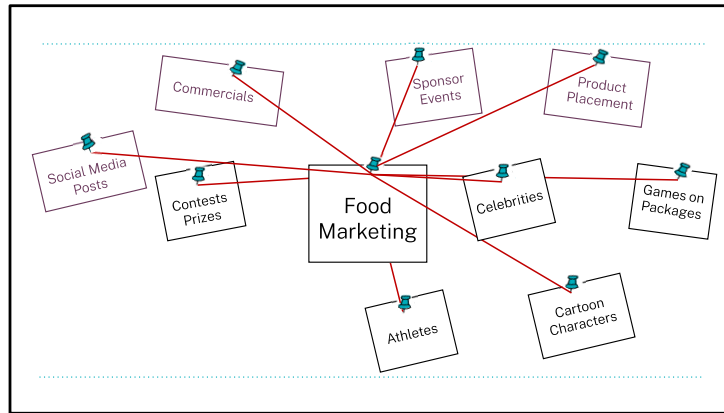 Commercials
Sponsor
Events
Product
Placement
Social Media
Posts
Contests
Prizes
Food
Marketing
Celebrities
Games on
Packages
Athletes
Cartoon
Characters